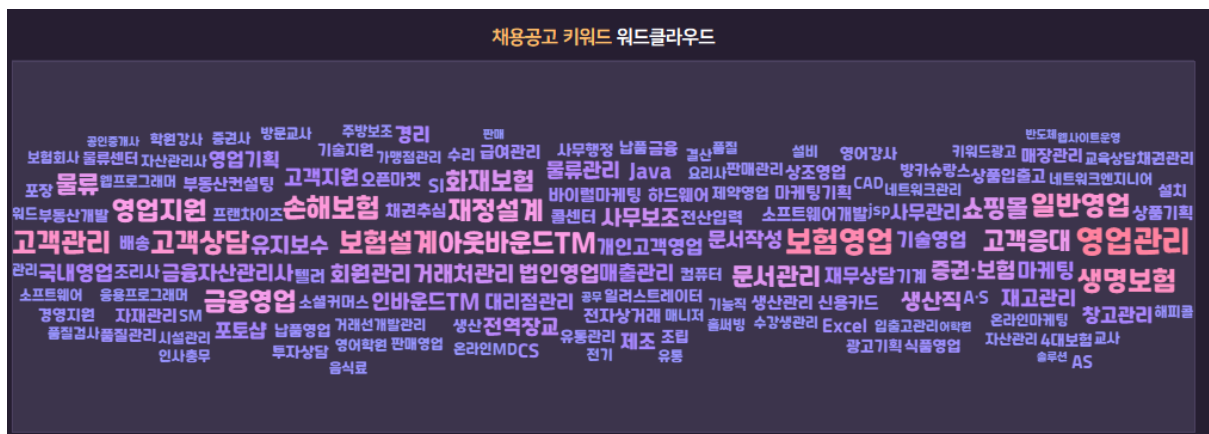 채용공고 키워드 워드클라우드
판매
공인중개사 학원강사 증권사 방문교사 주방보조 경리 반도체 웹사이트운영
보험회사 물류센터 자산관리사 영업기획 기술지원 가맹점관리 수리 급여관리 사무행정 납품 금융 결산 품질 설비 영어강사 키워드광고 매장관리 교육상담 채권관리
포장 물류 웹프로그래머 부동산컨설팅 고객지원 오픈마켓 SI 화재보험 물류관리 Java 요리사 판매관리 상조영업 CAD 방카슈랑스 상품입출고 네트워크관리 네트워크엔지니어 설치
워드 부동산개발 영업지원 프랜차이즈 손해보험 채권추심 재정설계 바이럴마케팅 하드웨어 제약영업 마케팅기획 콜센터 사무보조 전산입력 소프트웨어개발 jsp 사무관리 쇼핑몰 일반영업 상품기획
고객관리 배송 고객상담 유지보수 보험설계 아웃바운드TM 개인고객영업 문서작성 보험영업 기술영업 고객응대 영업관리
관리 국내영업 조리사 금융자산관리사 텔러 회원관리 거래처관리 법인영업 매출관리 컴퓨터 문서관리 재무상담 기계 증권·보험 마케팅 생명보험
소프트웨어 응용프로그래머 금융영업 소셜커머스 인바운드TM 대리점관리 공무 일러스트레이터 기능직 생산관리 신용카드 생산직 A·S 재고관리 창고관리 해피콜
경영지원 자재관리 SM 포토샵 납품영업 거래선개발관리 생산 전역장교 전자상거래 매니저 홈써빙 수강생관리 Excel 입출고관리 어학원 온라인마케팅
품질검사 품질관리 시설관리 영어학원 판매영업 온라인MD CS 유통관리 제조 조립 광고기획 식품영업 자산관리 4대보험 교사
인사총무 투자상담 전기 유통 솔루션 AS
음식료